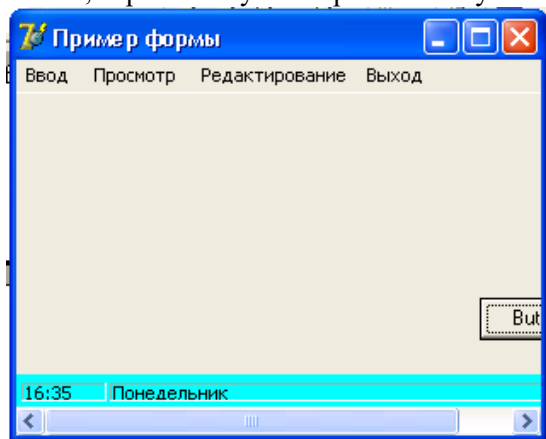 Пример формы
Ввод Просмотр Редактирование Выход
But
16:35 Понедельник